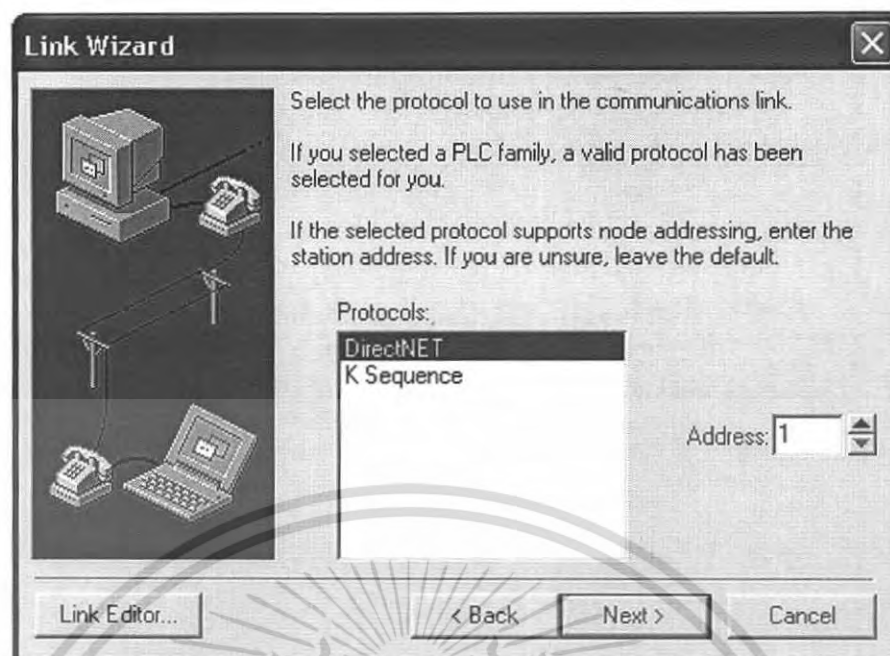 Link Wizard
Select the protocol to use in the communications link.
If you selected a PLC family, a valid protocol has been
selected for you.
If the selected protocol supports node addressing, enter the
station address. If you are unsure, leave the default.
Protocols:
DirectNET
K Sequence
Address: 1
Link Editor...
< Back
Next >
Cancel